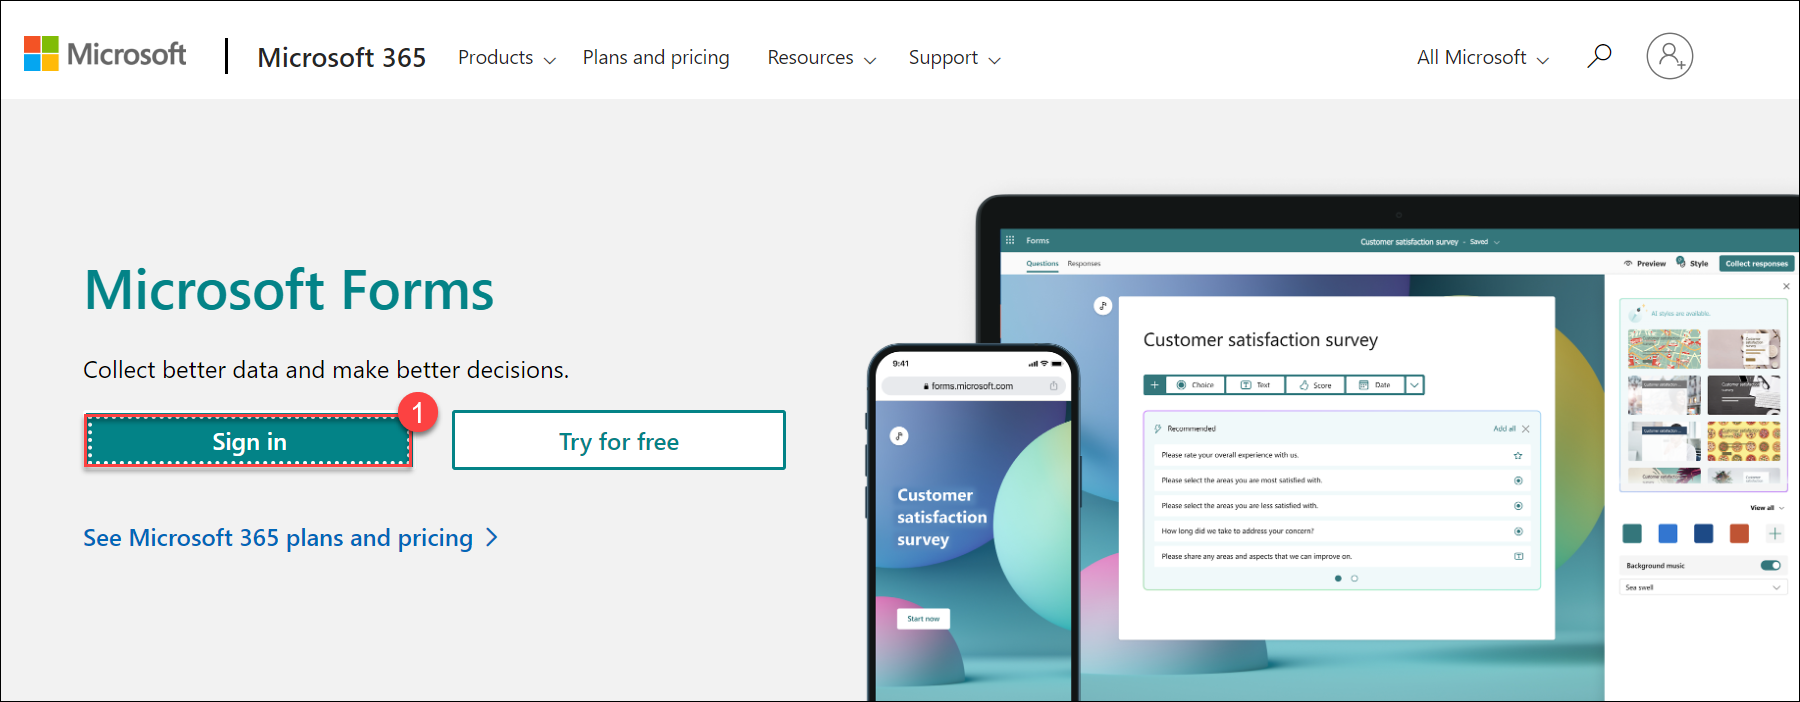 Microsoft
Microsoft 365
Products
Plans and pricing
Resources
Support
All Microsoft
Microsoft Forms
Collect better data and make better decisions.
1
Sign in
Try for free
See Microsoft 365 plans and pricing
9:41
forms.microsoft.com
Customer
satisfaction
survey
Start now
Forms
Customer satisfaction survey - Saved
Questions
Responses
Preview
Style
Collect responses
Customer satisfaction survey
Choice
Text
Score
Date
Recommended
Add all
Please rate your overall experience with us.
Please select the areas you are most satisfied with.
Please select the areas you are less satisfied with.
How long did we take to address your concern?
Please share any areas and aspects that we can improve on.
All styles are available.
View all
Background music
Sea swell